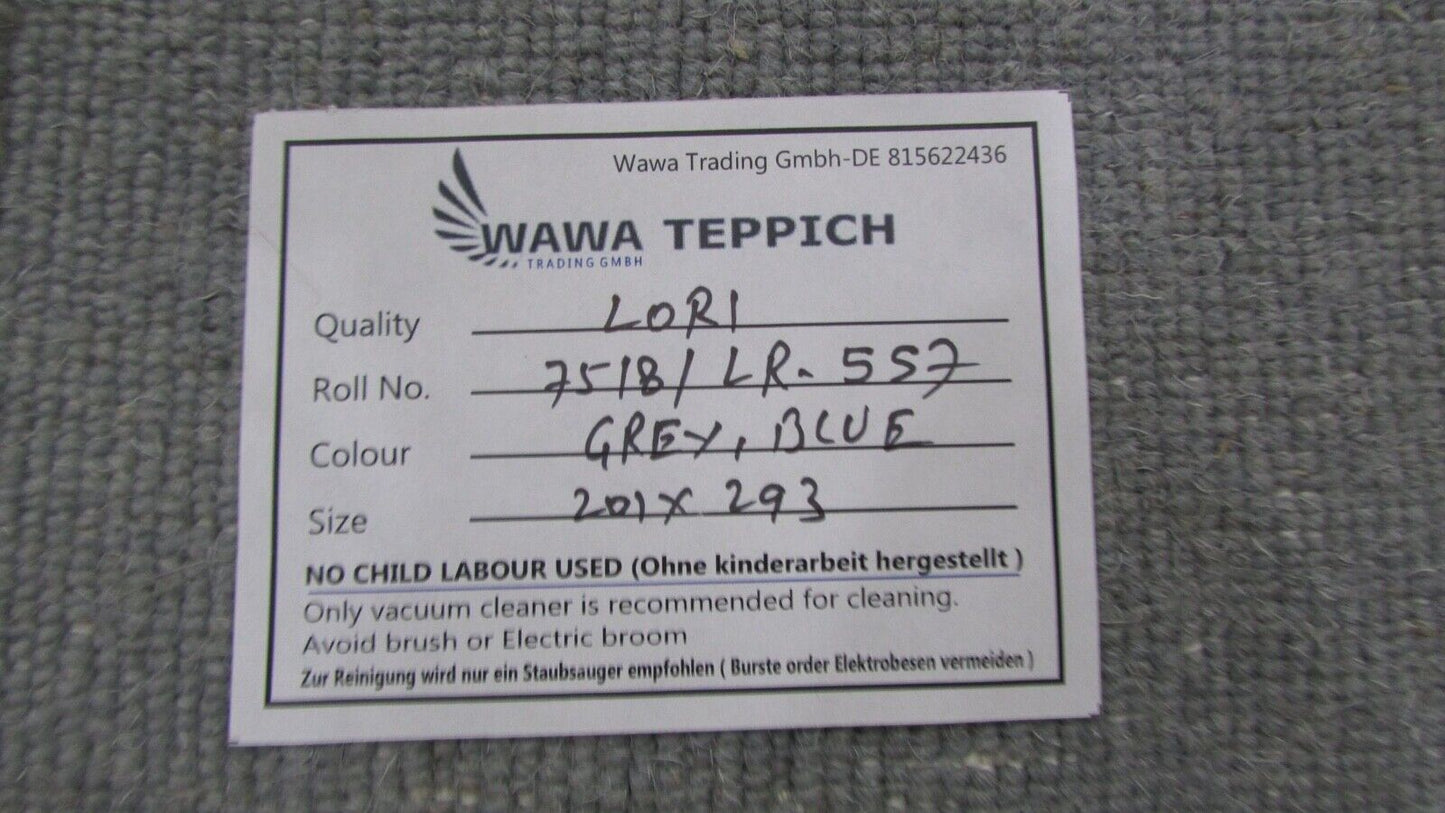 Wawa Trading Gmbh-DE 815622436
WAWA TEPPICH
TRADING GMBH
Quality LORI
Roll No. 7518/LR-557
Colour GREY, BLUE
Size 201X 293
NO CHILD LABOUR USED (Ohne kinderarbeit hergestellt )
Only vacuum cleaner is recommended for cleaning.
Avoid brush or Electric broom
Zur Reinigung wird nur ein Staubsauger empfohlen ( Burste order Elektrobesen vermeiden )